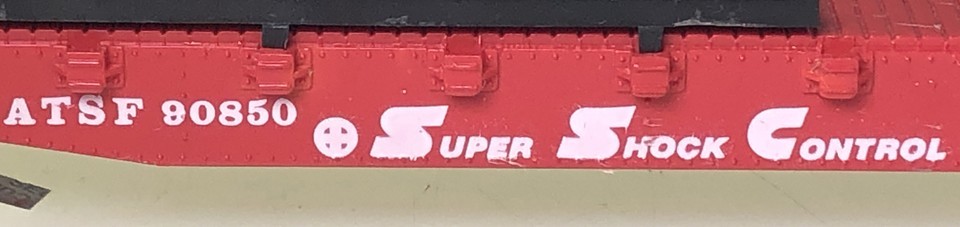 ATSF 90850
SUPER SHOCK CONTROL